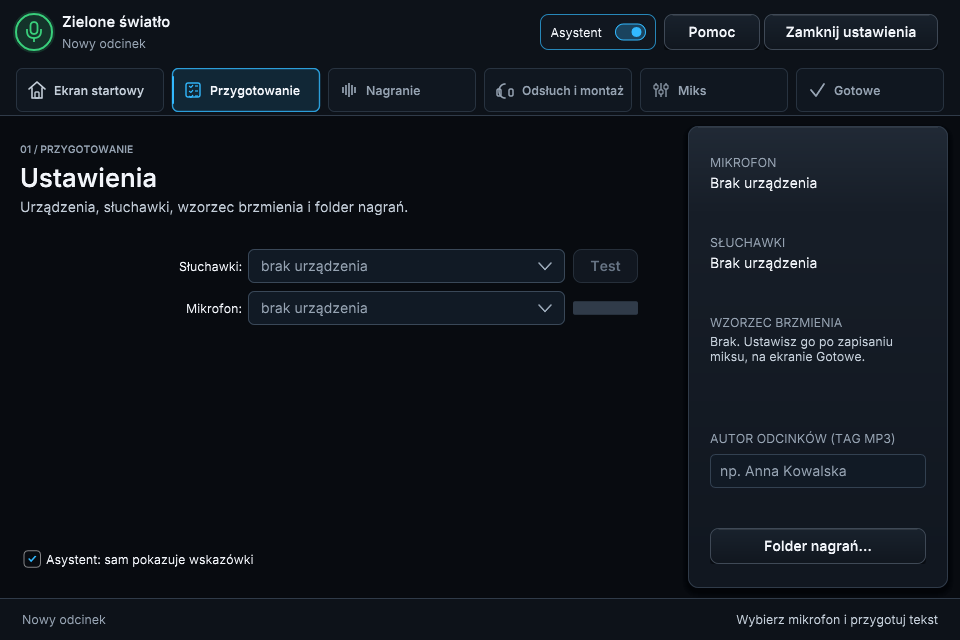 Zielone światło
Nowy odcinek
Asystent
Pomoc
Zamknij ustawienia
Ekran startowy
Przygotowanie
Nagranie
Odsłuch i montaż
Miks
Gotowe
01 / PRZYGOTOWANIE
Ustawienia
Urządzenia, słuchawki, wzorzec brzmienia i folder nagrań.
Słuchawki:
brak urządzenia
Test
Mikrofon:
brak urządzenia
Asystent: sam pokazuje wskazówki
MIKROFON
Brak urządzenia
SŁUCHAWKI
Brak urządzenia
WZORZEC BRZMIENIA
Brak. Ustawisz go po zapisaniu
miksu, na ekranie Gotowe.
AUTOR ODCINKÓW (TAG MP3)
np. Anna Kowalska
Folder nagrań...
Nowy odcinek
Wybierz mikrofon i przygotuj tekst